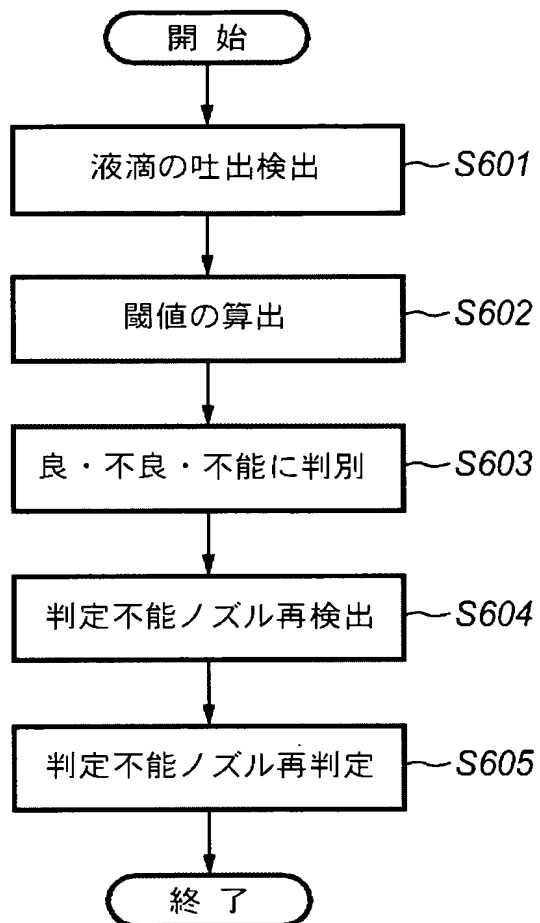 開始
液滴の吐出検出 S601
閾値の算出 S602
良・不良・不能に判別 S603
判定不能ノズル再検出 S604
判定不能ノズル再判定 S605
終了